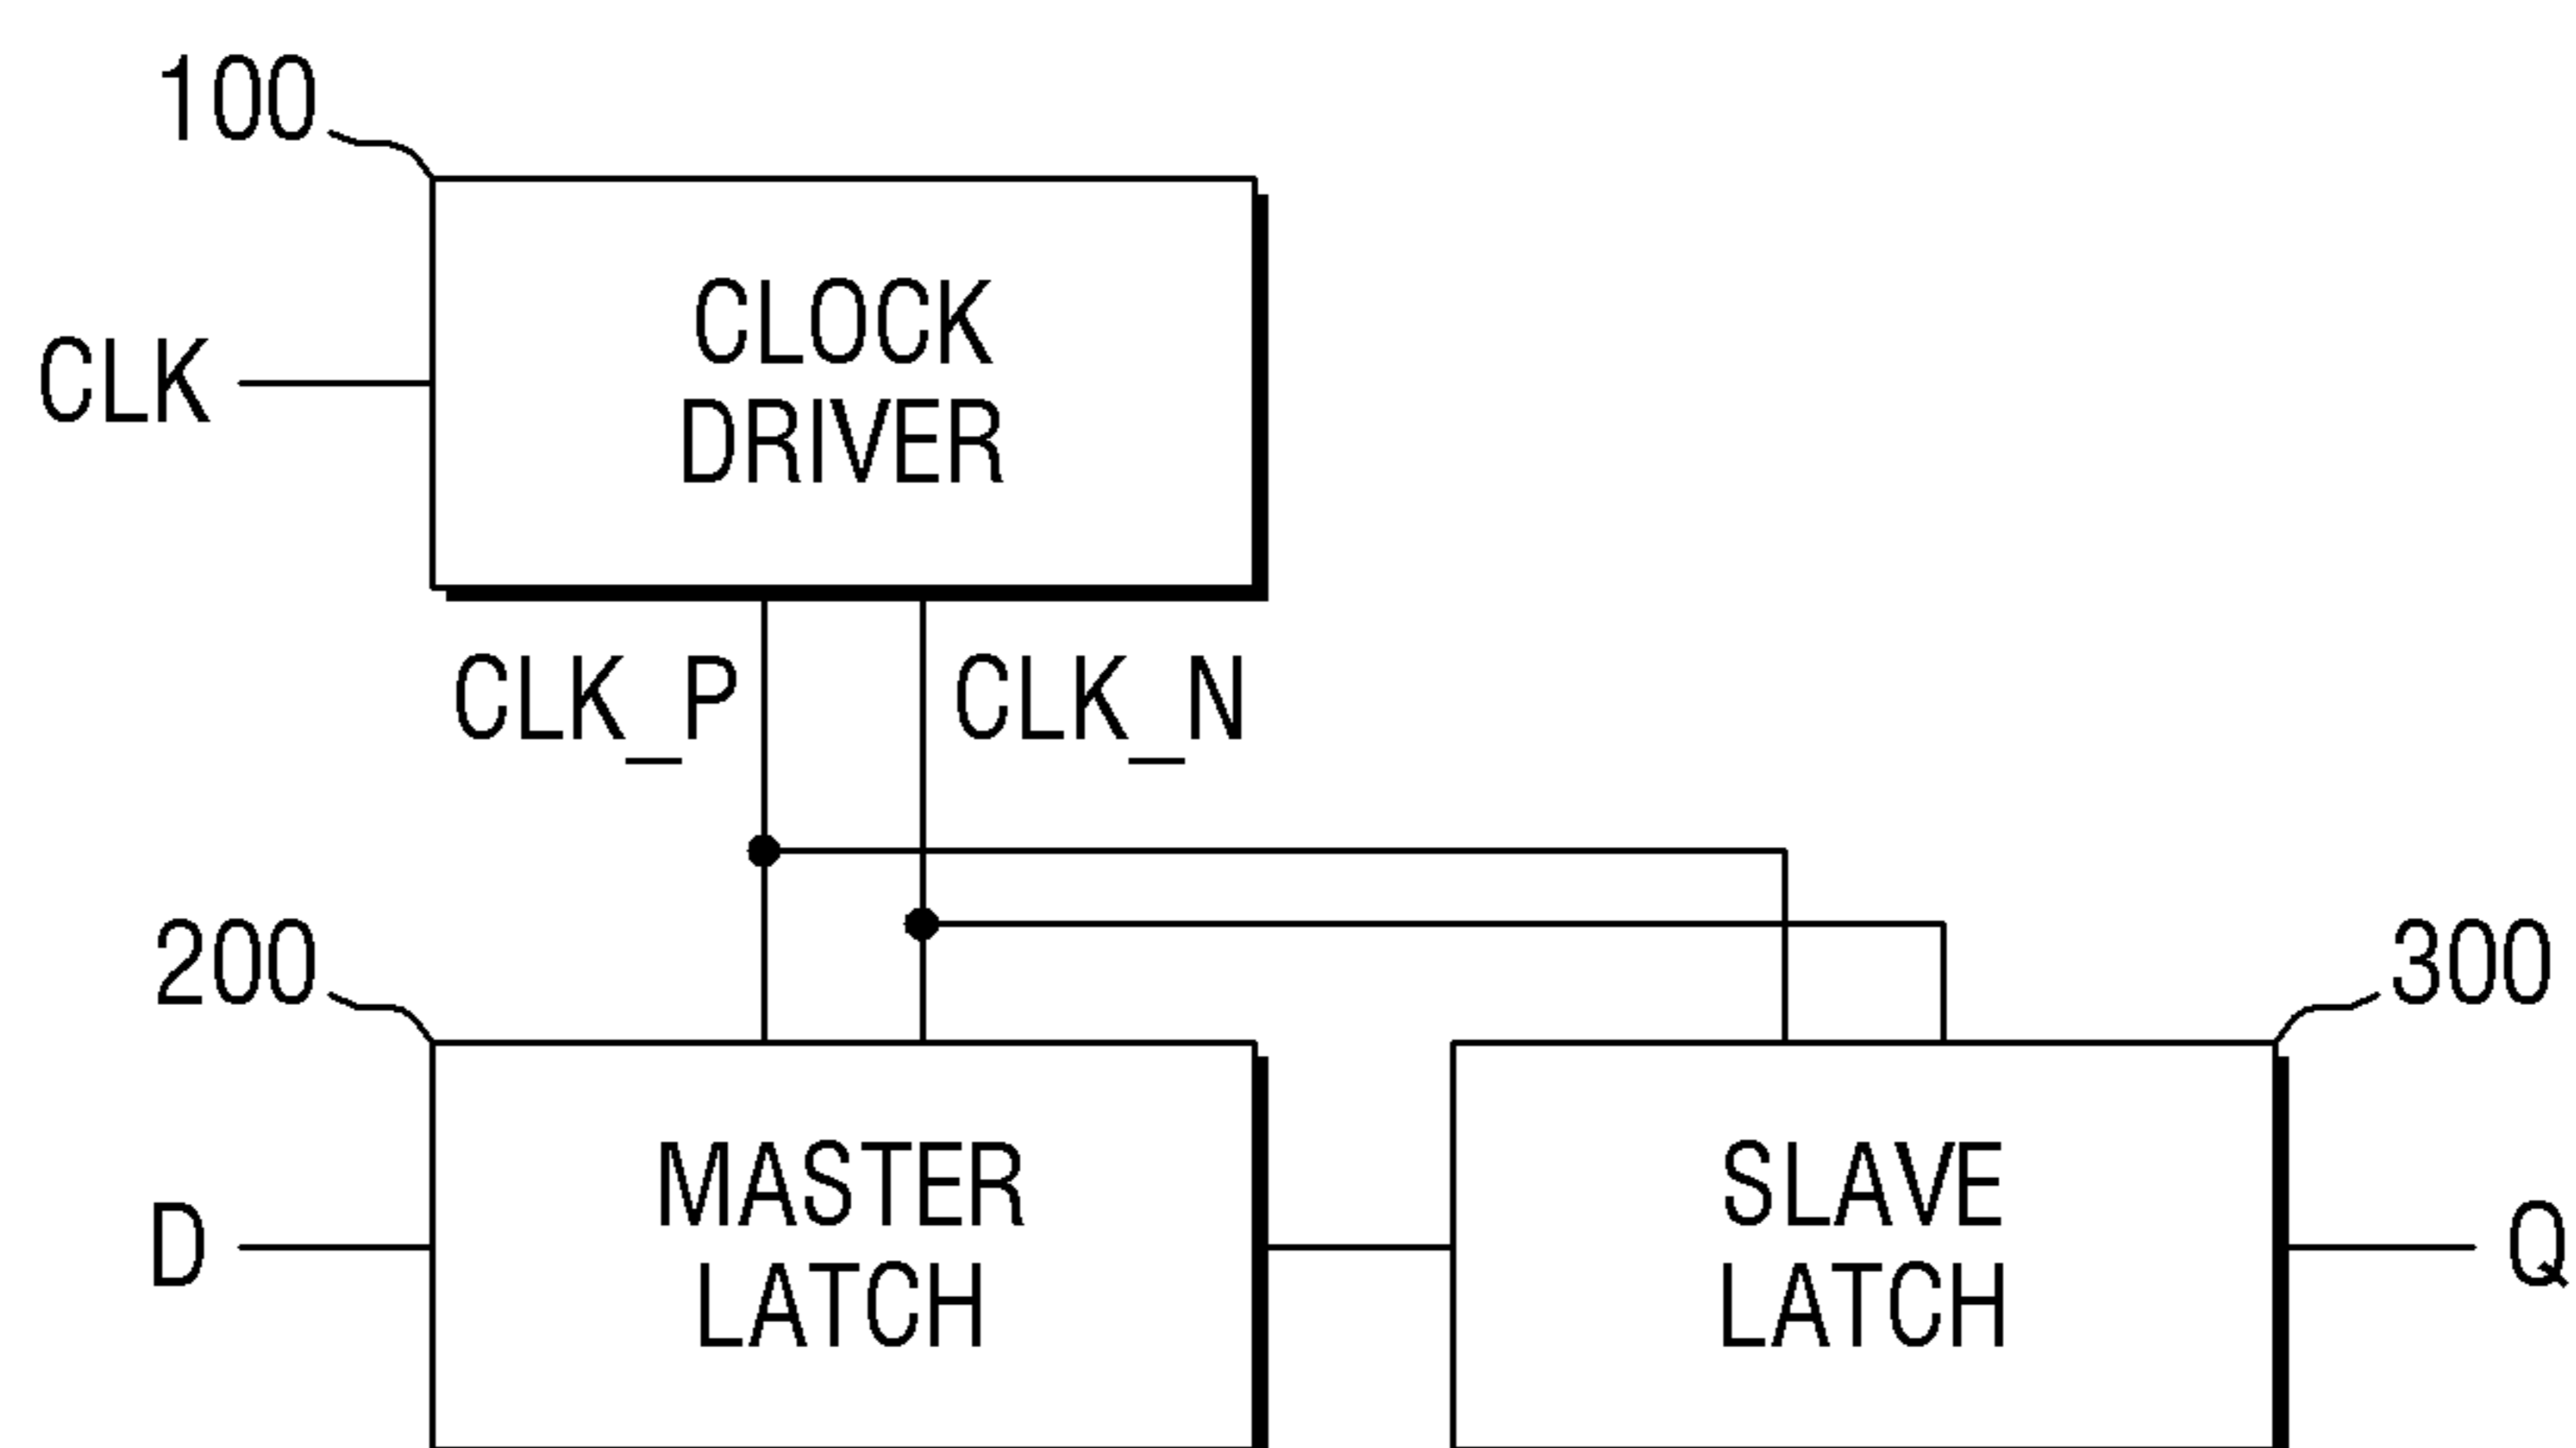 100
CLK
CLOCK
DRIVER
CLK_P
CLK_N
200
300
D
MASTER
LATCH
SLAVE
LATCH
Q